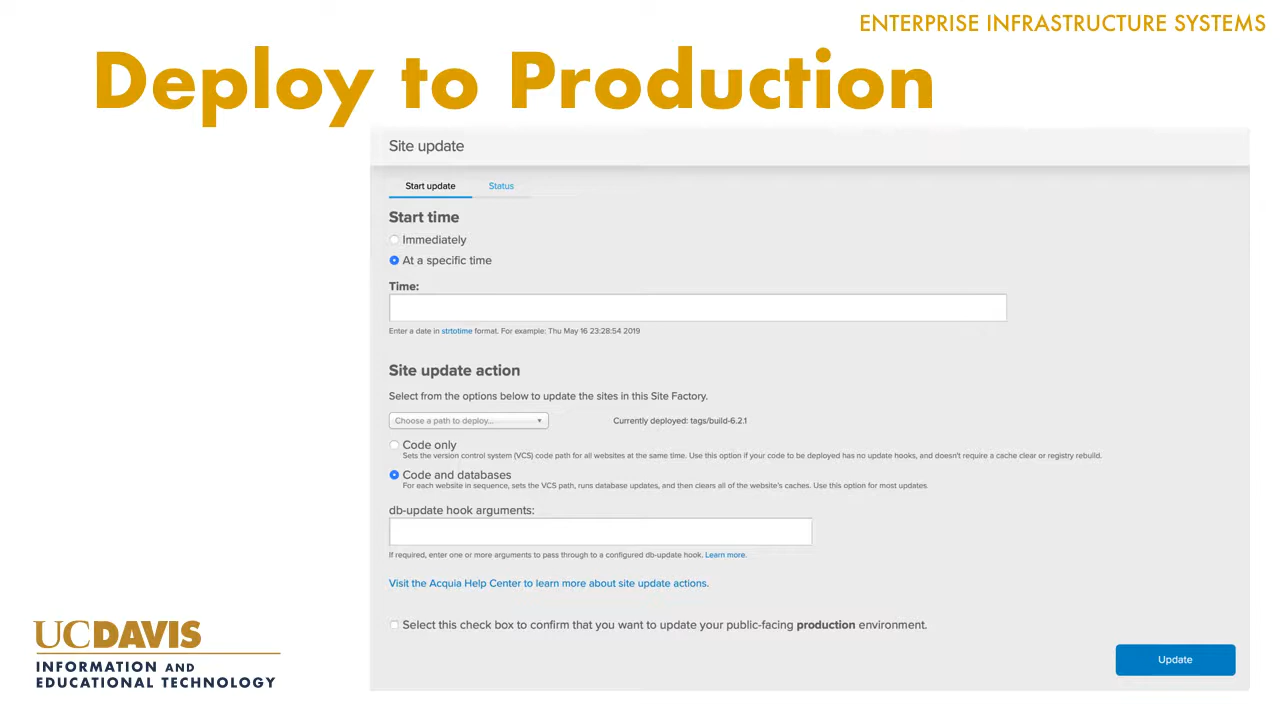 ENTERPRISE INFRASTRUCTURE SYSTEMS
Deploy to Production
Site update
Start update Status
Start time
Immediately
At a specific time
Time:
Enter a date in strtotime format. For example: Thu May 16 23:28:54 2019
Site update action
Select from the options below to update the sites in this Site Factory.
Choose a path to deploy... Currently deployed: tags/build-6.2.1
Code only
Sets the version control system (VCS) code path for all websites at the same time. Use this option if your code to be deployed has no update hooks, and doesn't require a cache clear or registry rebuild.
Code and databases
For each website in sequence, sets the VCS path, runs database updates, and then clears all of the website's caches. Use this option for most updates.
db-update hook arguments:
If required, enter one or more arguments to pass through to a configured db-update hook. Learn more.
Visit the Acquia Help Center to learn more about site update actions.
Select this check box to confirm that you want to update your public-facing production environment.
Update
UCDAVIS
INFORMATION AND
EDUCATIONAL TECHNOLOGY